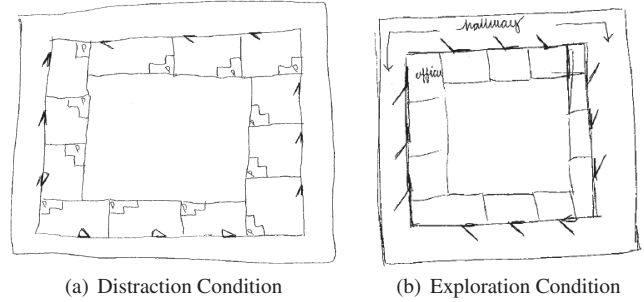 hallway
office
(a) Distraction Condition
(b) Exploration Condition